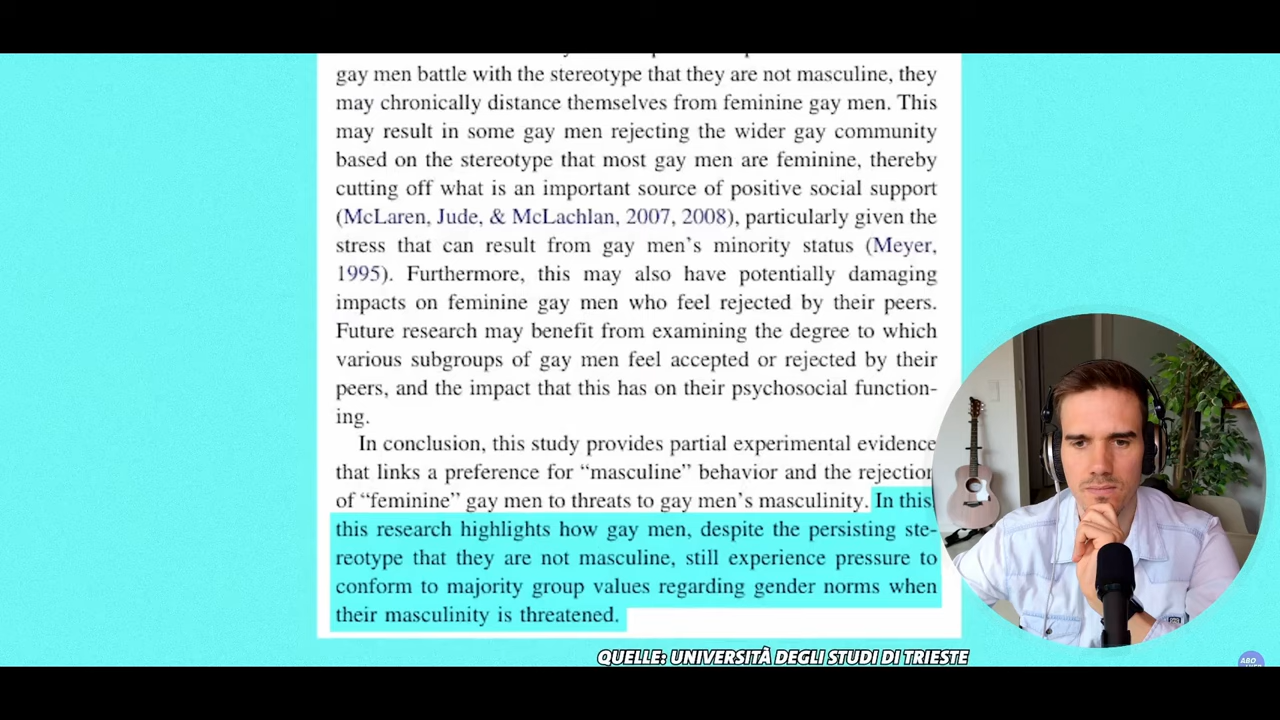 gay men battle with the stereotype that they are not masculine, they
may chronically distance themselves from feminine gay men. This
may result in some gay men rejecting the wider gay community
based on the stereotype that most gay men are feminine, thereby
cutting off what is an important source of positive social support
(McLaren, Jude, & McLachlan, 2007, 2008), particularly given the
stress that can result from gay men's minority status (Meyer,
1995). Furthermore, this may also have potentially damaging
impacts on feminine gay men who feel rejected by their peers.
Future research may benefit from examining the degree to which
various subgroups of gay men feel accepted or rejected by their
peers, and the impact that this has on their psychosocial function-
ing.
In conclusion, this study provides partial experimental evidence
that links a preference for “masculine” behavior and the rejection
of “feminine” gay men to threats to gay men's masculinity. In this
this research highlights how gay men, despite the persisting ste-
reotype that they are not masculine, still experience pressure to
conform to majority group values regarding gender norms when
their masculinity is threatened.
QUELLE: UNIVERSITÀ DEGLI STUDI DI TRIESTE
ABO